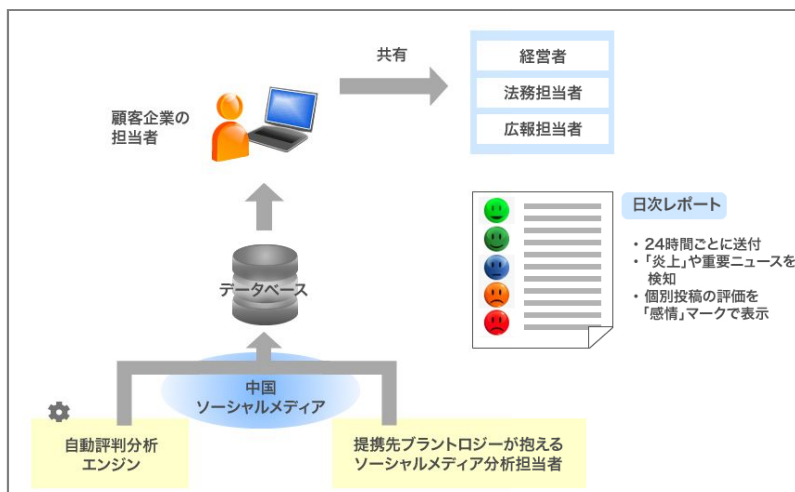 共有
経営者
法務担当者
広報担当者
顧客企業の
担当者
日次レポート
・24時間ごとに送付
・「炎上」や重要ニュースを
検知
・個別投稿の評価を
「感情」マークで表示
データベース
中国
ソーシャルメディア
自動評判分析
エンジン
提携先ブラントロジーが抱える
ソーシャルメディア分析担当者